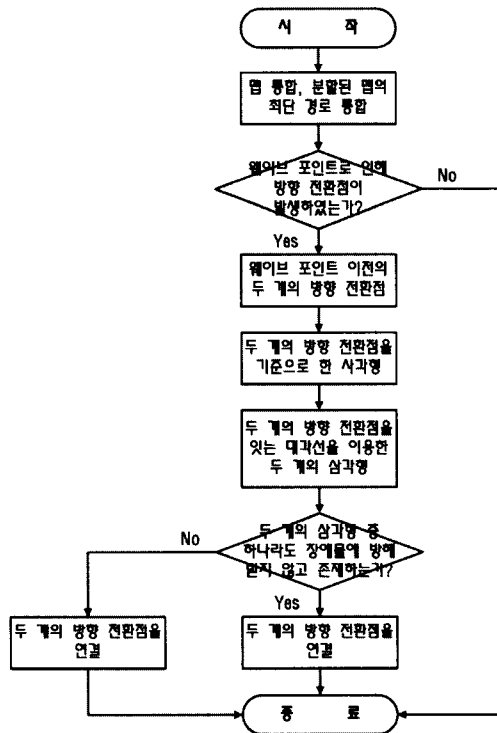 시 작
맵 통합, 분할된 맵의
최단 경로 통합
웨이브 포인트로 인해
방향 전환점이
발생하였는가?
No
Yes
웨이브 포인트 이전의
두 개의 방향 전환점
두 개의 방향 전환점을
기준으로 한 사각형
두 개의 방향 전환점을
잇는 대각선을 이용한
두 개의 삼각형
두 개의 삼각형 중
하나라도 장애물에 방해
받지 않고 존재하는가?
No
Yes
두 개의 방향 전환점을
연결
두 개의 방향 전환점을
연결
종 료